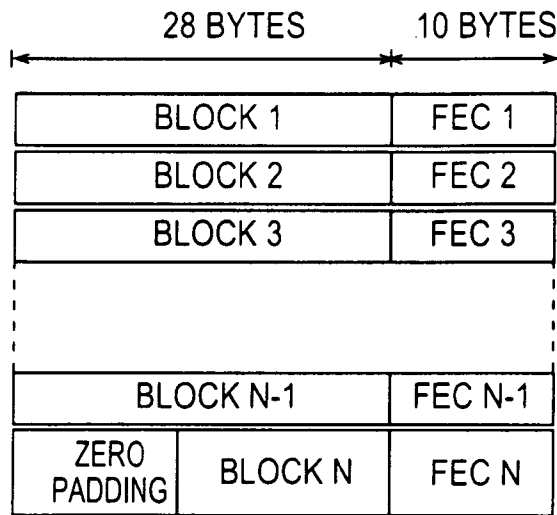 28 BYTES 10 BYTES
BLOCK 1 FEC 1
BLOCK 2 FEC 2
BLOCK 3 FEC 3
BLOCK N-1 FEC N-1
ZERO
PADDING BLOCK N FEC N